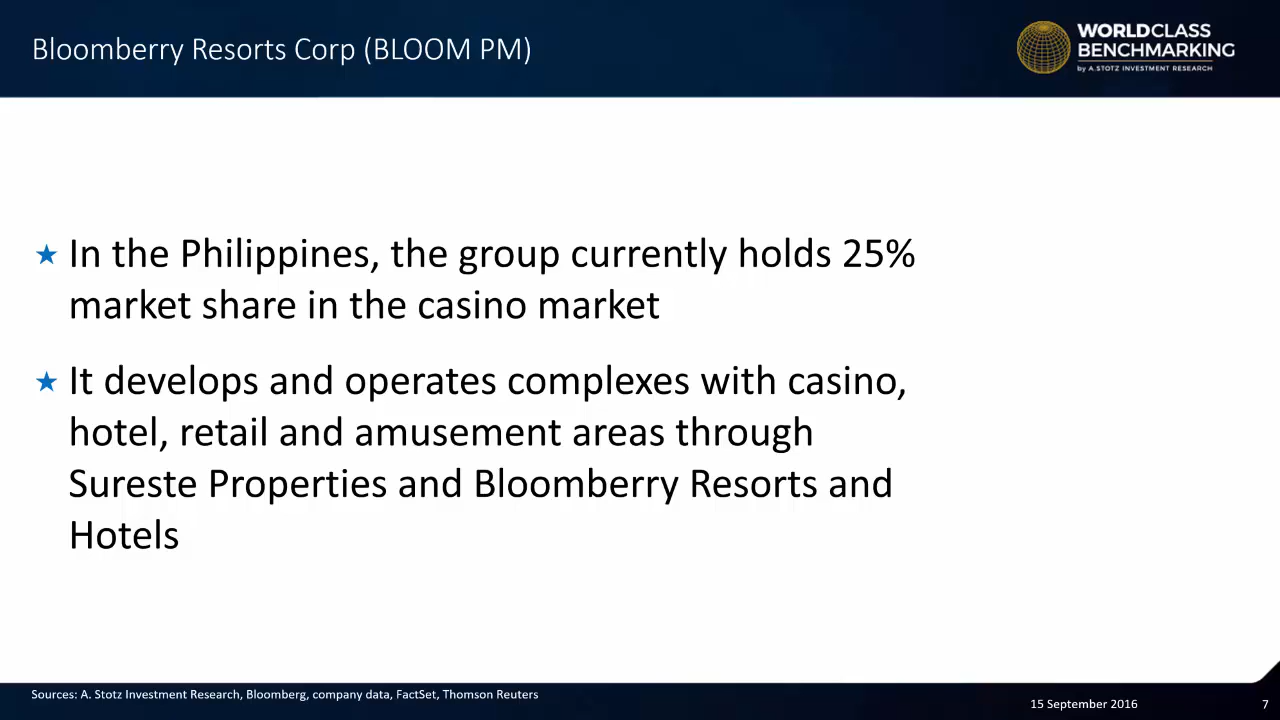 Bloomberry Resorts Corp (BLOOM PM)
WORLDCLASS
BENCHMARKING
by A.STOTZ INVESTMENT RESEARCH
★ In the Philippines, the group currently holds 25%
market share in the casino market
★ It develops and operates complexes with casino,
hotel, retail and amusement areas through
Sureste Properties and Bloomberry Resorts and
Hotels
Sources: A. Stotz Investment Research, Bloomberg, company data, FactSet, Thomson Reuters
15 September 2016
7